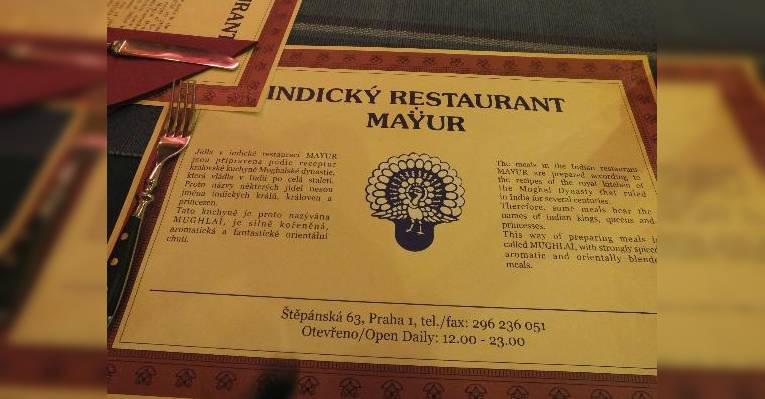 INDICKÝ RESTAURANT
MAŸUR
Jídla v indické restauraci MAYUR
jsou připravena podle receptur
královské kuchyně Mughalské dynastie,
která vládla v Indii po celá staletí.
Proto názvy některých jídel nesou
jména indických králů, královen a
princezen.
Tato kuchyně je proto nazývána
MUGHLAI, je silně kořeněná,
aromatická a fantastické orientální
chuti.
The meals in the Indian restaurant
MAYUR are prepared according to
the recipes of the royal kitchen of
the Mughel Dynasty that ruled
in India for several centuries.
Therefore, some meals bear the
names of indian kings, queens and
princesses.
This way of preparing meals is
called MUGHLAI, with strongly spiced
aromatic and orientally blende
meals.
Štěpánská 63, Praha 1, tel./fax: 296 236 051
Otevřeno/Open Daily: 12.00 - 23.00